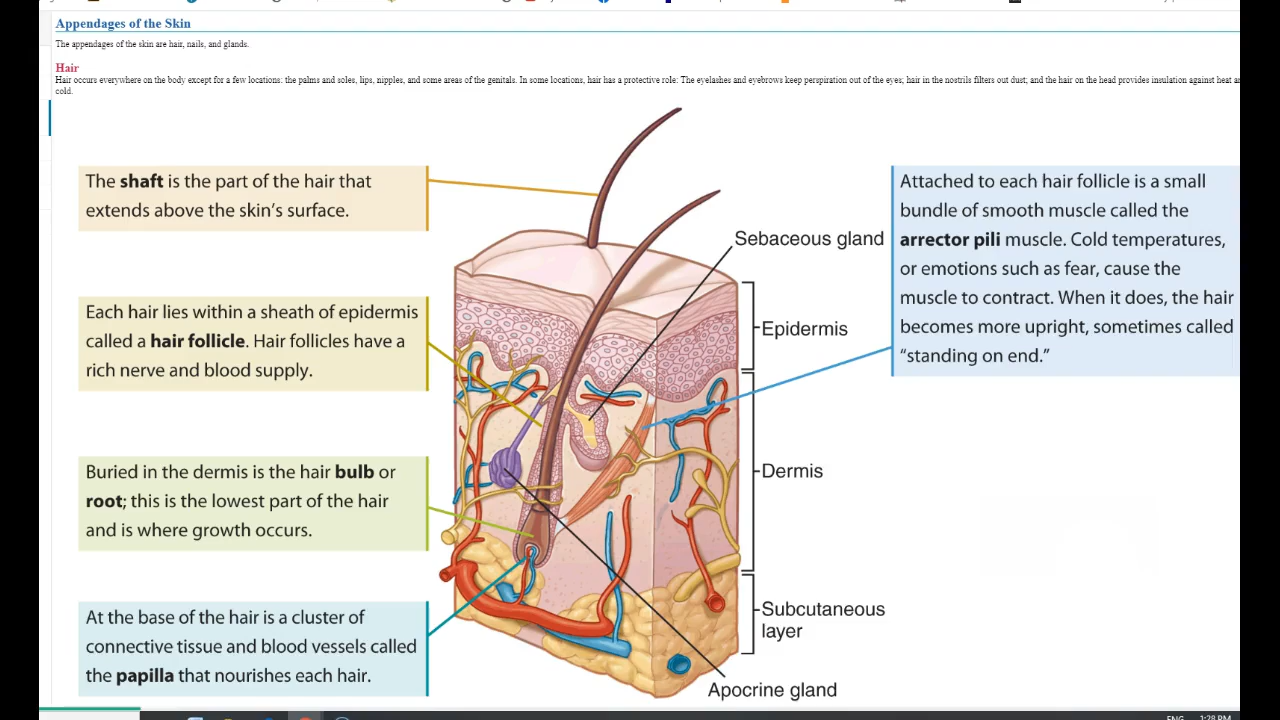 Appendages of the Skin
The appendages of the skin are hair, nails, and glands.
Hair
Hair occurs everywhere on the body except for a few locations: the palms and soles, lips, nipples, and some areas of the genitals. In some locations, hair has a protective role: The eyelashes and eyebrows keep perspiration out of the eyes; hair in the nostrils filters out dust; and the hair on the head provides insulation against heat
cold.
The shaft is the part of the hair that
extends above the skin's surface.
Each hair lies within a sheath of epidermis
called a hair follicle. Hair follicles have a
rich nerve and blood supply.
Buried in the dermis is the hair bulb or
root; this is the lowest part of the hair
and is where growth occurs.
At the base of the hair is a cluster of
connective tissue and blood vessels called
the papilla that nourishes each hair.
Sebaceous gland
Epidermis
Dermis
Subcutaneous
layer
Apocrine gland
Attached to each hair follicle is a small
bundle of smooth muscle called the
arrector pili muscle. Cold temperatures,
or emotions such as fear, cause the
muscle to contract. When it does, the hair
becomes more upright, sometimes called
“standing on end.”
ENG 1:28 PM